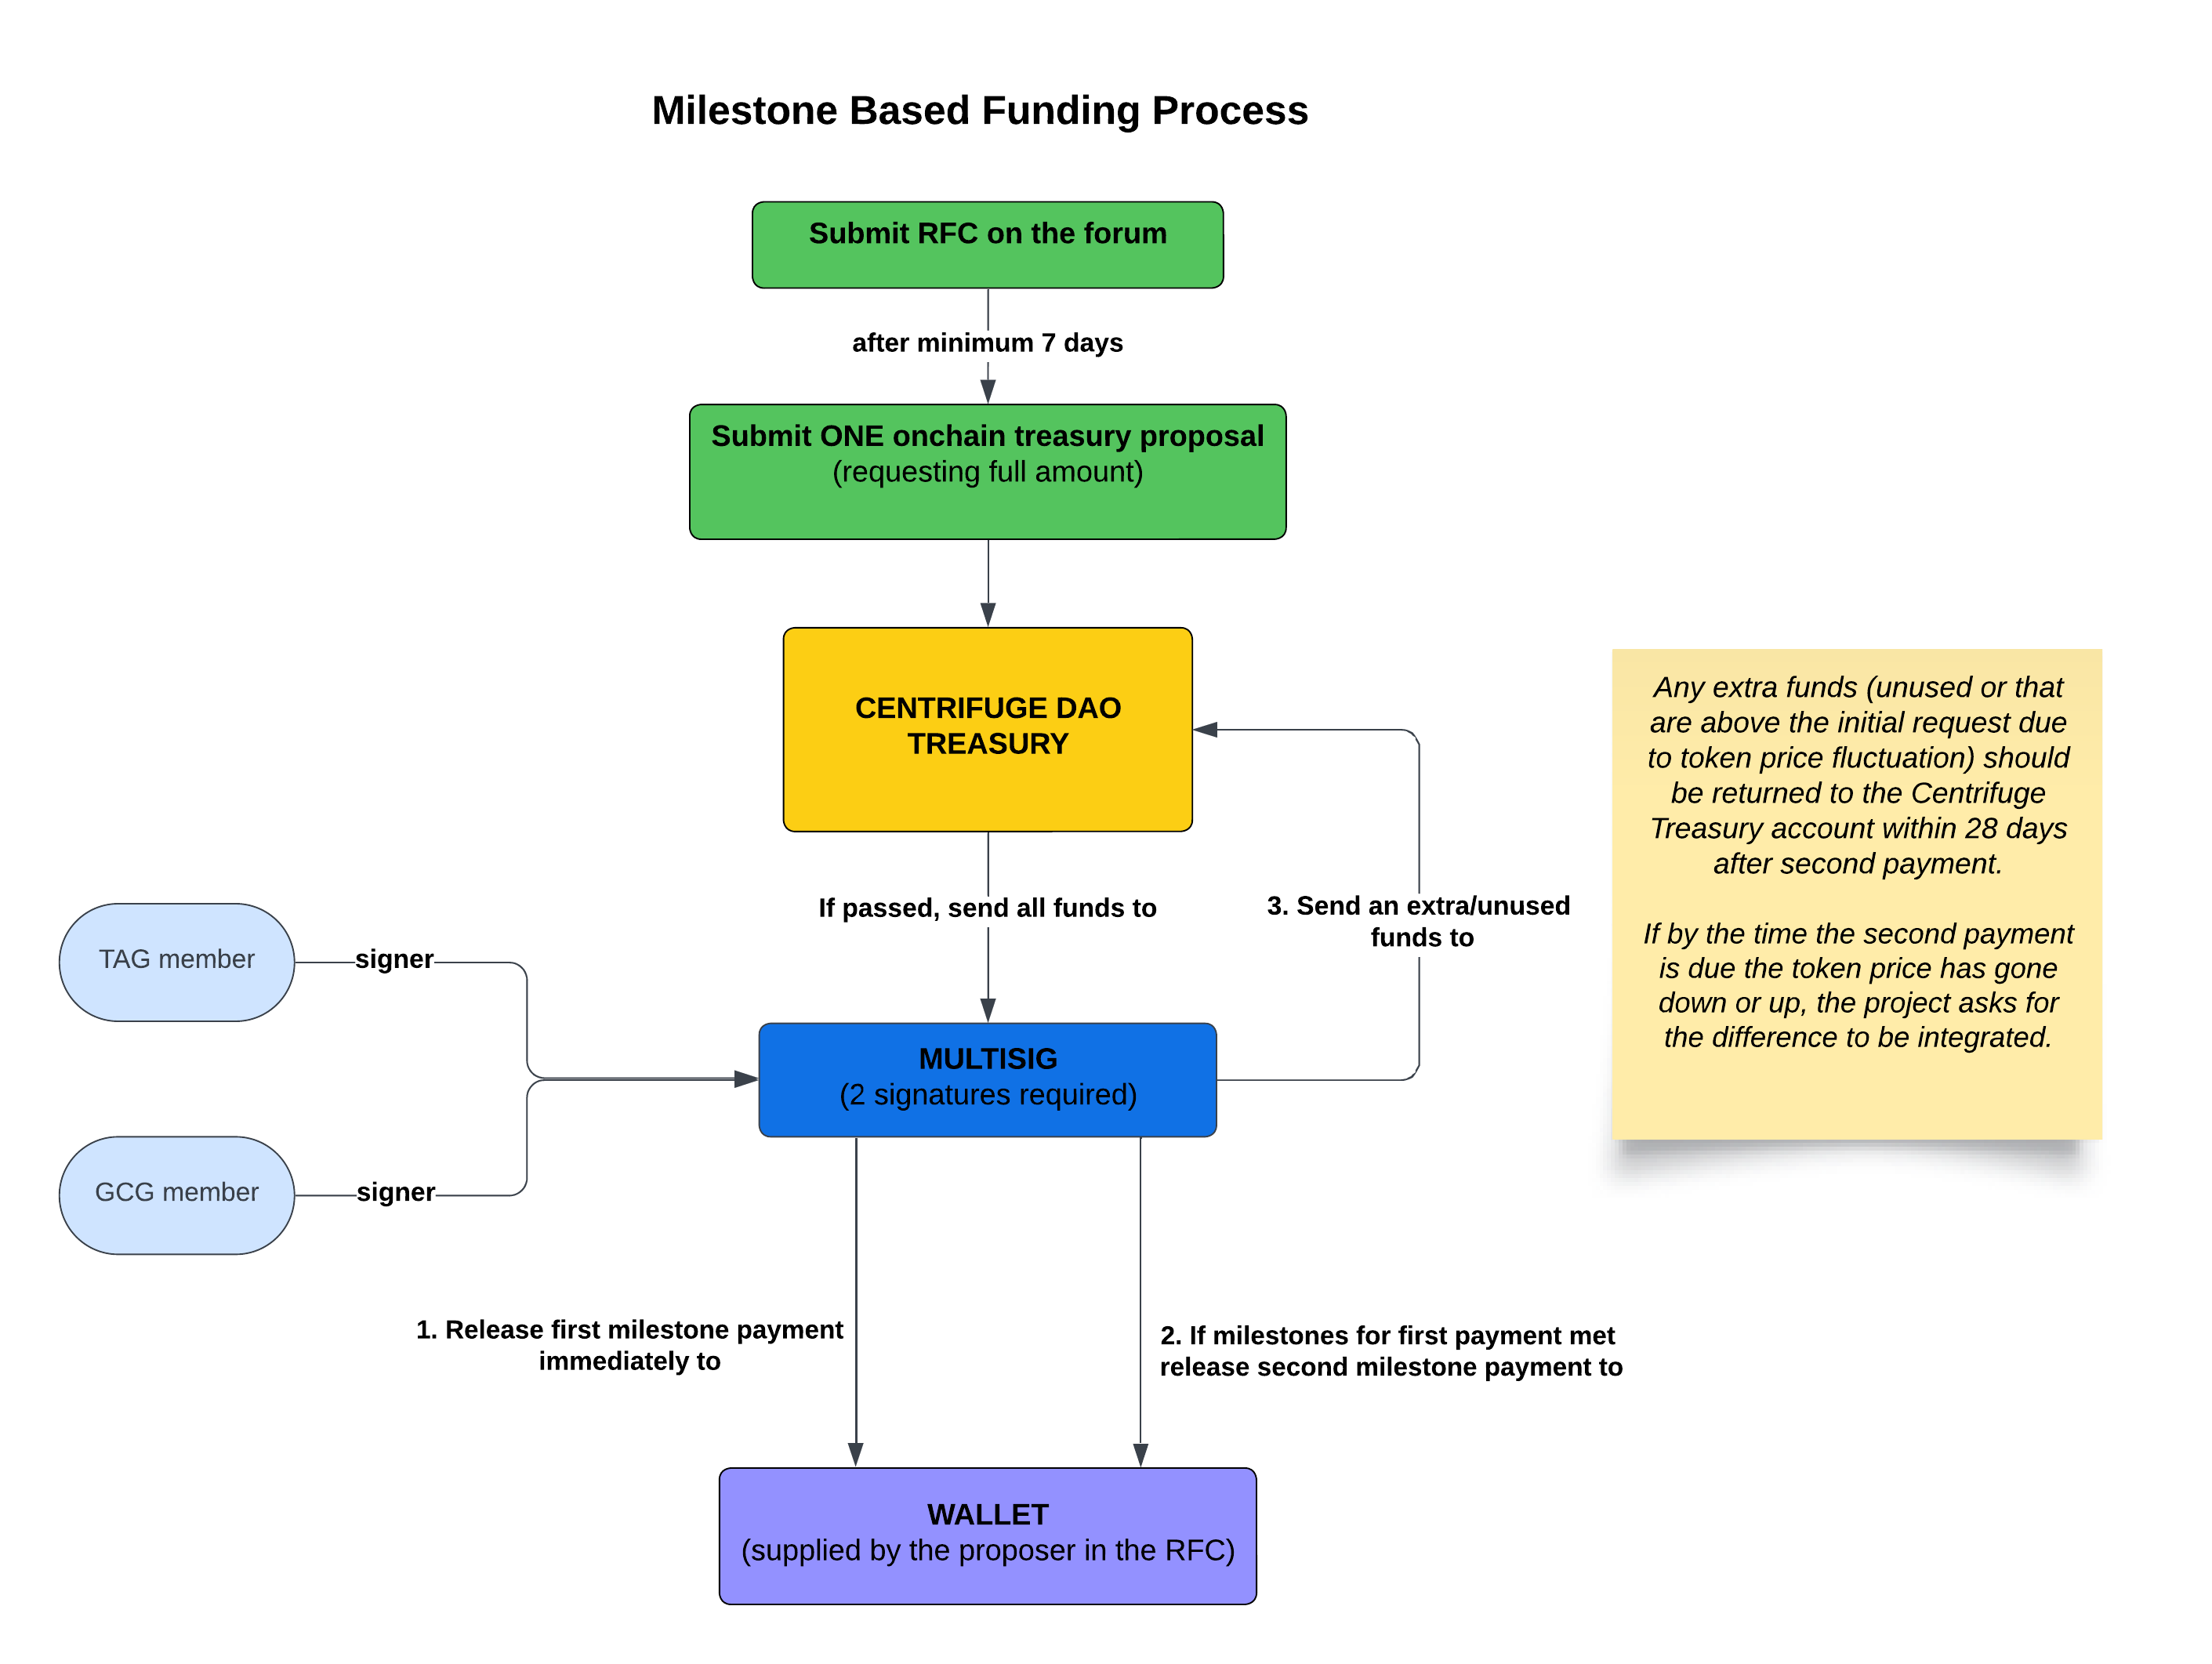 Milestone Based Funding Process
Submit RFC on the forum
after minimum 7 days
Submit ONE onchain treasury proposal
(requesting full amount)
CENTRIFUGE DAO
TREASURY
If passed, send all funds to
3. Send an extra/unused
funds to
Any extra funds (unused or that
are above the initial request due
to token price fluctuation) should
be returned to the Centrifuge
Treasury account within 28 days
after second payment.
If by the time the second payment
is due the token price has gone
down or up, the project asks for
the difference to be integrated.
TAG member
signer
GCG member
signer
MULTISIG
(2 signatures required)
1. Release first milestone payment
immediately to
2. If milestones for first payment met
release second milestone payment to
WALLET
(supplied by the proposer in the RFC)